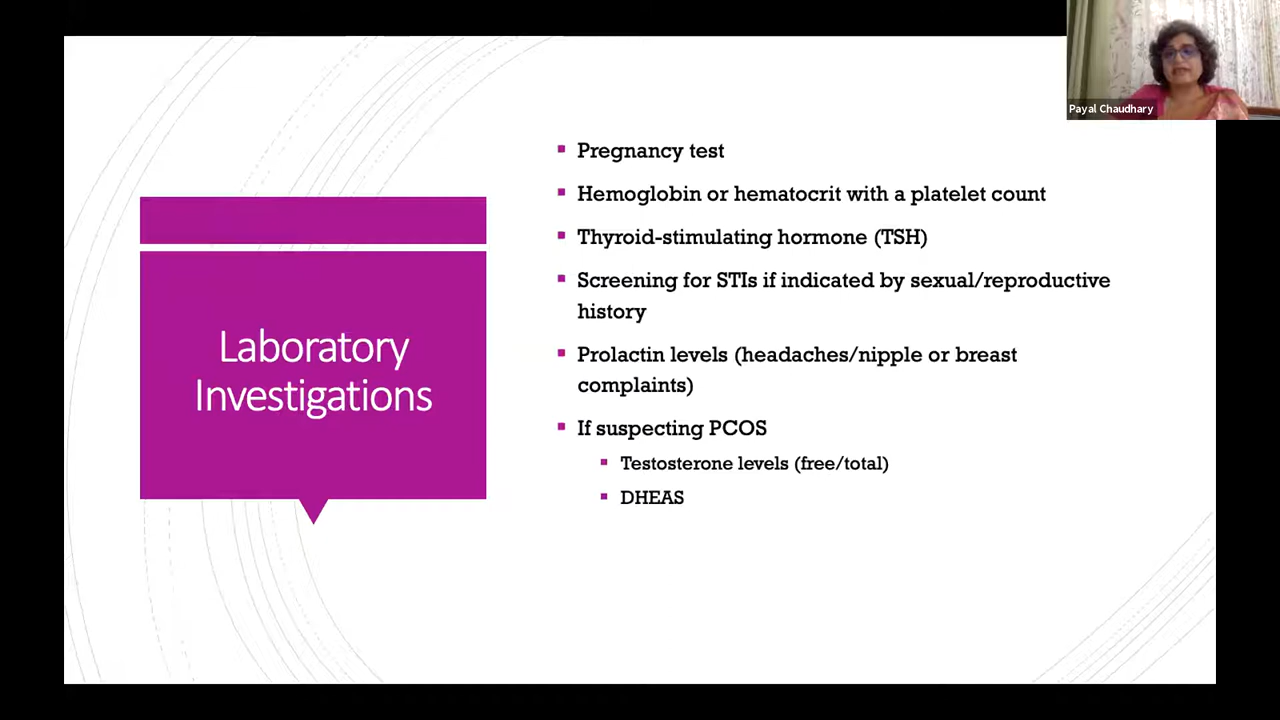 Payal Chaudhary
Laboratory
Investigations
Pregnancy test
Hemoglobin or hematocrit with a platelet count
Thyroid-stimulating hormone (TSH)
Screening for STIs if indicated by sexual/reproductive
history
Prolactin levels (headaches/nipple or breast
complaints)
If suspecting PCOS
Testosterone levels (free/total)
DHEAS